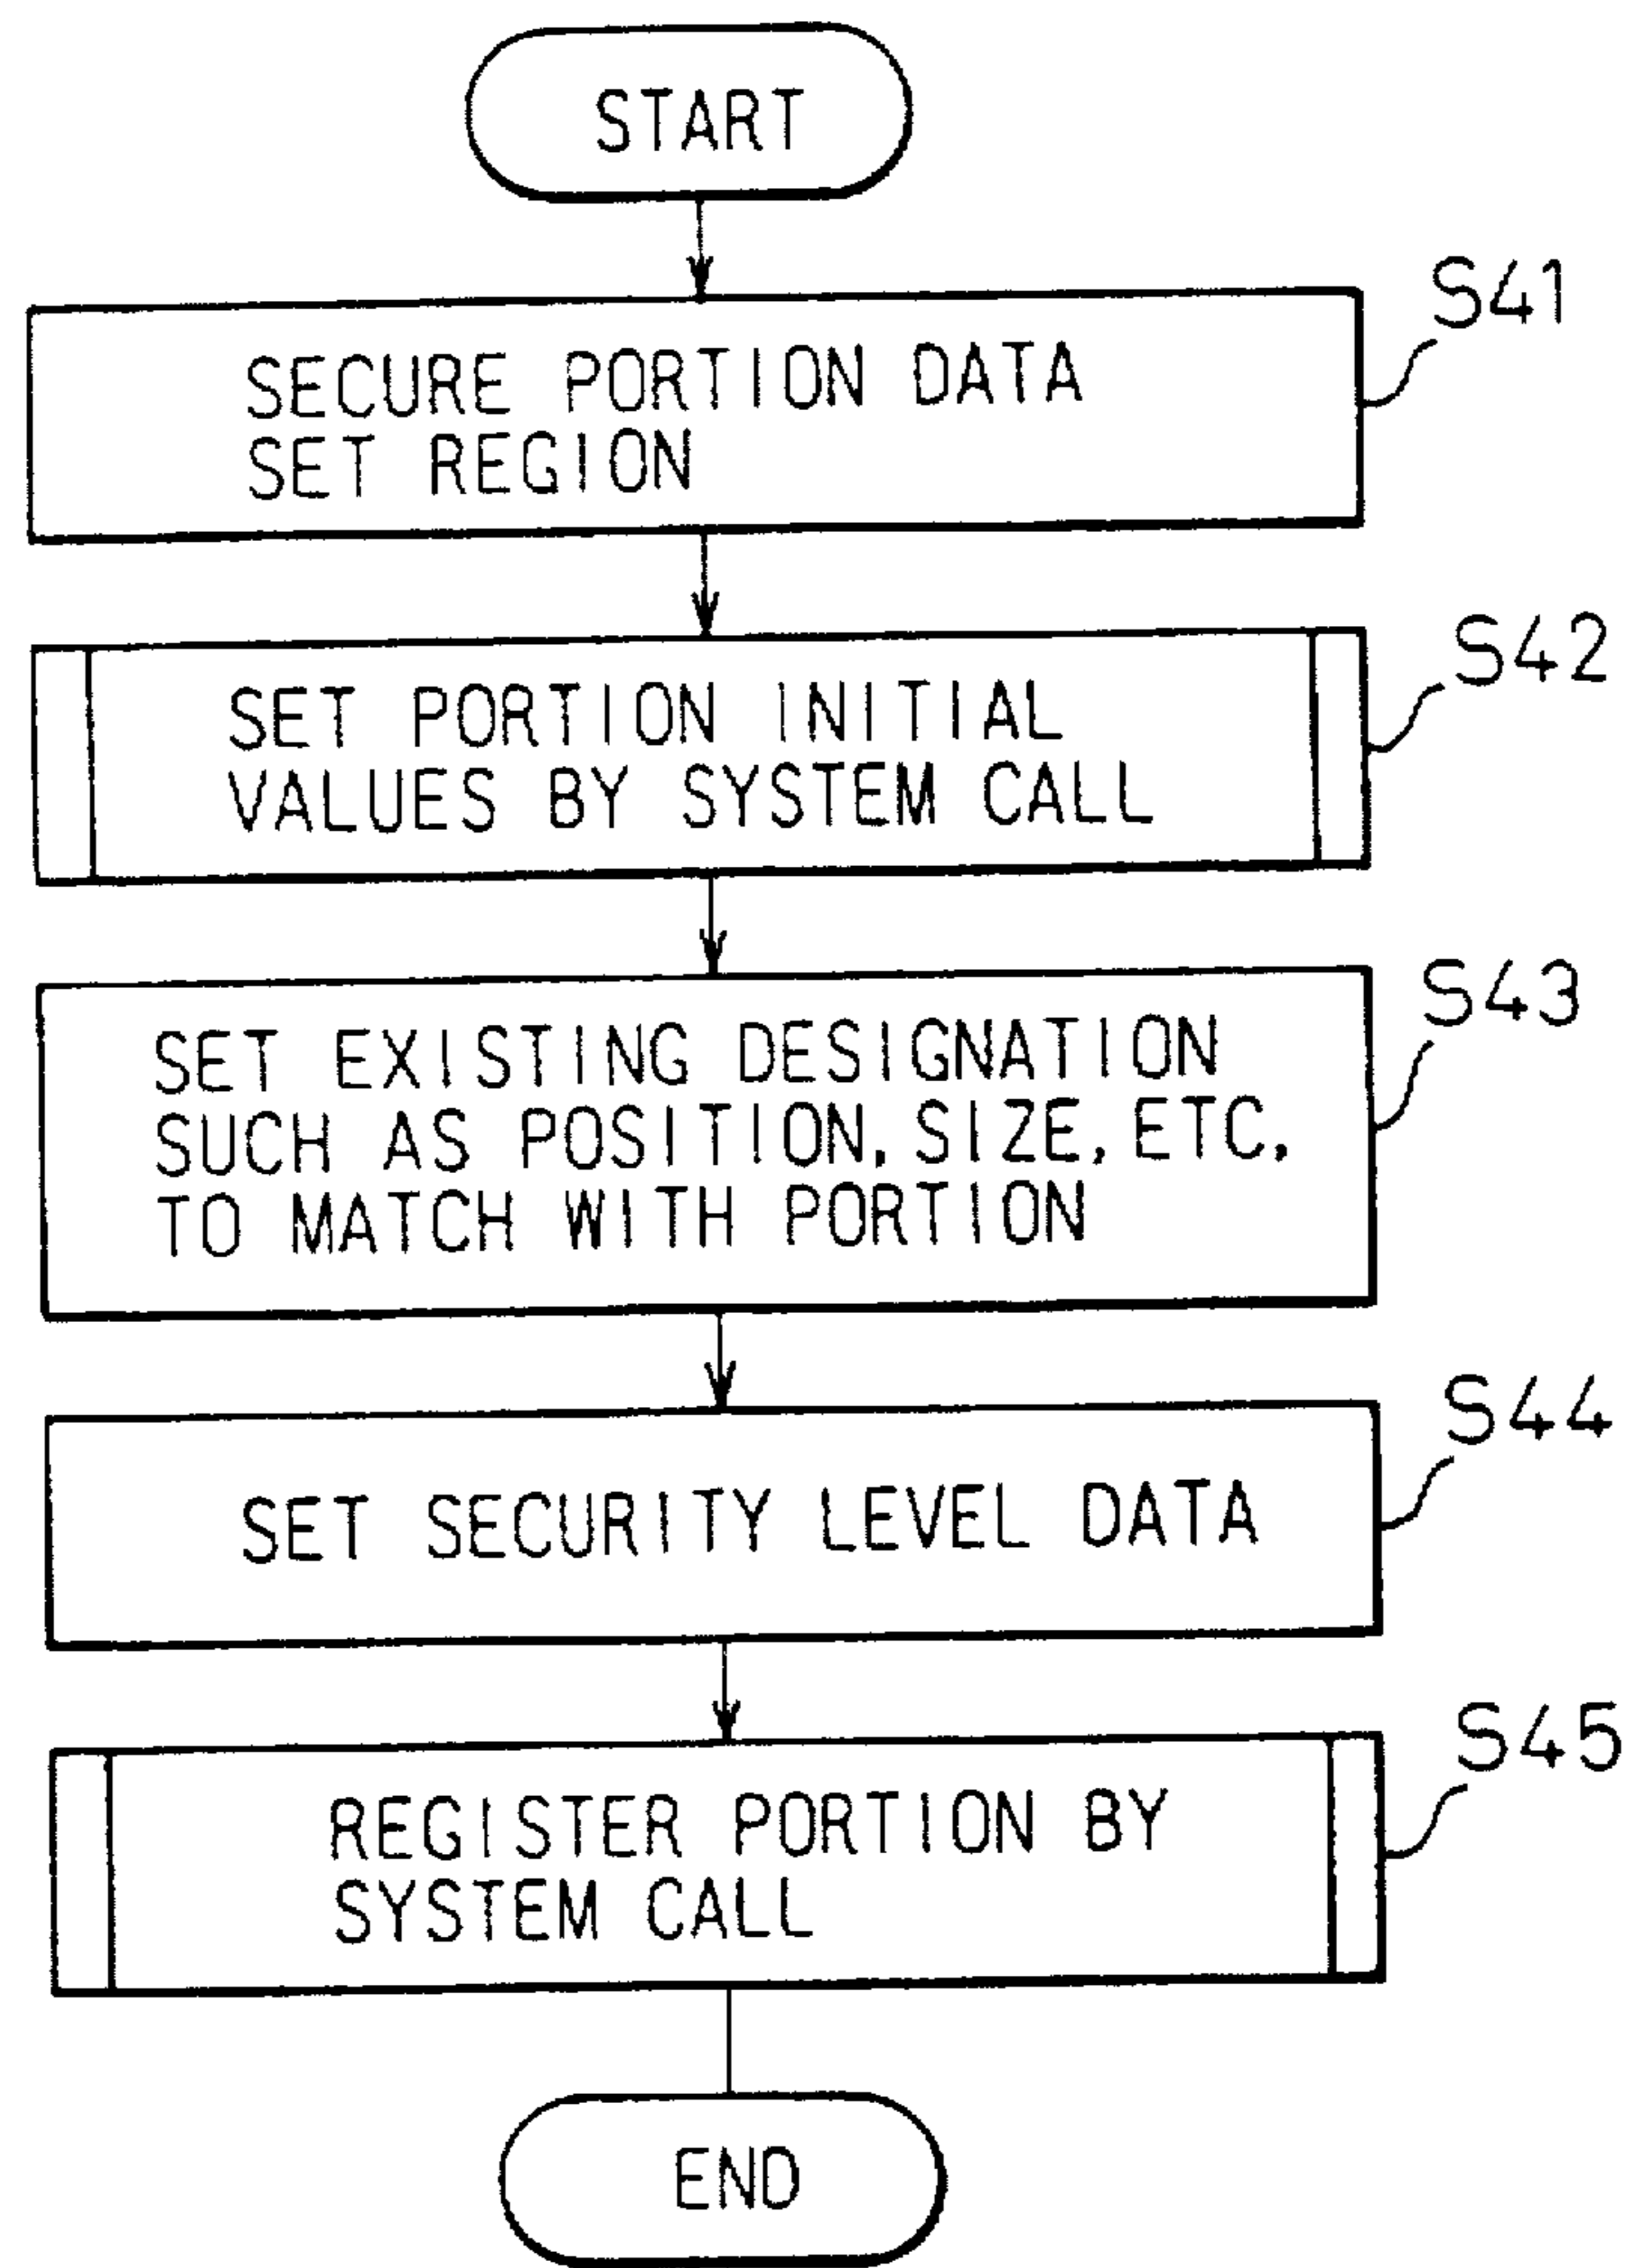 START
S41
SECURE PORTION DATA
SET REGION
S42
SET PORTION INITIAL
VALUES BY SYSTEM CALL
S43
SET EXISTING DESIGNATION
SUCH AS POSITION, SIZE, ETC,
TO MATCH WITH PORTION
S44
SET SECURITY LEVEL DATA
S45
REGISTER PORTION BY
SYSTEM CALL
END